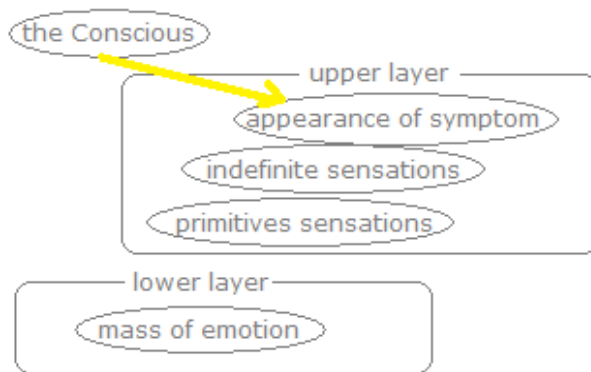 the Conscious
upper layer
appearance of symptom
indefinite sensations
primitives sensations
lower layer
mass of emotion